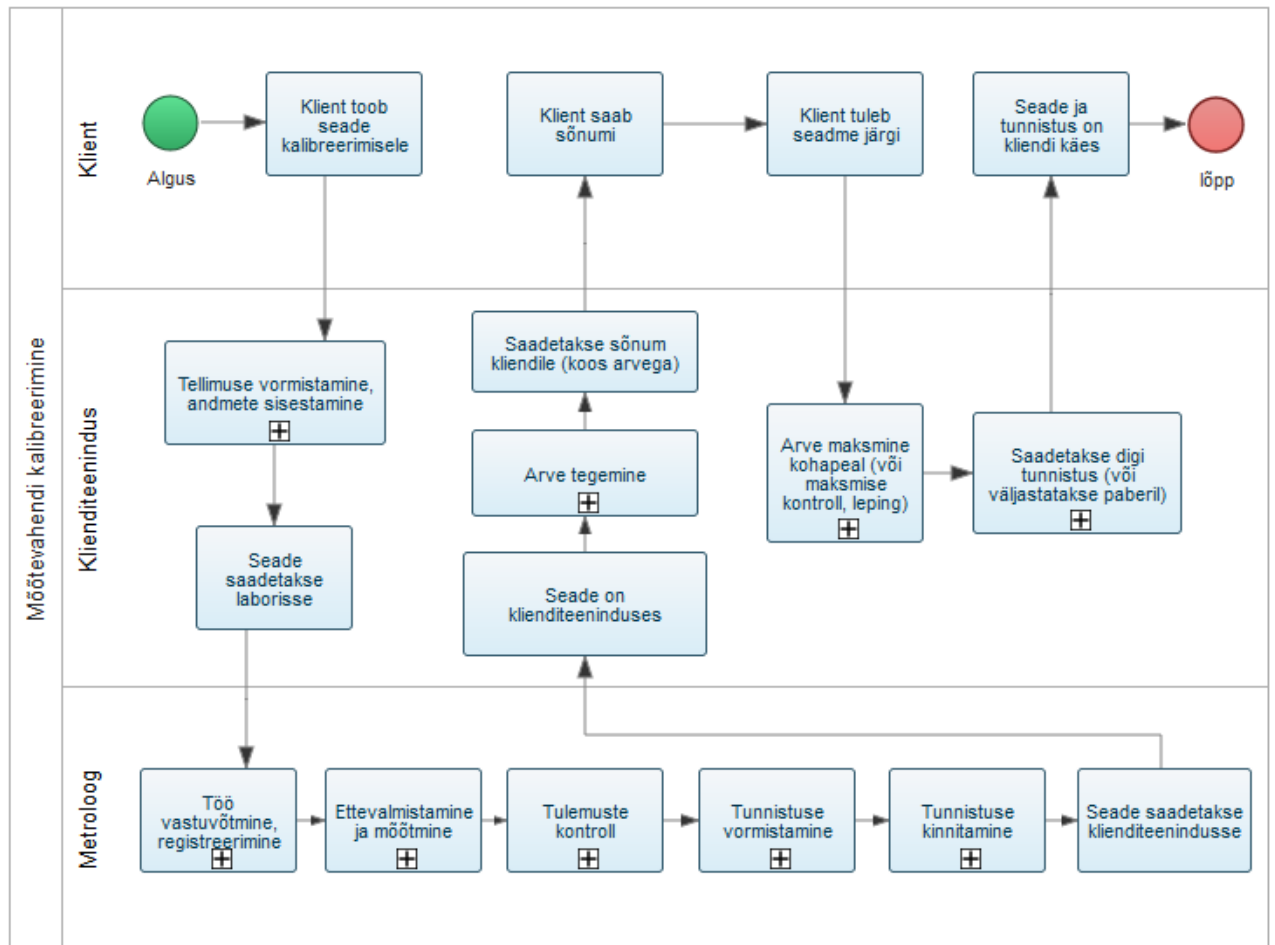 Mõõtevahendi kalibreerimine
Klient
Algus
Klient toob
seade
kalibreerimisele
Klient saab
sõnumi
Klient tuleb
seadme järgi
Seade ja
tunnistus on
kliendi käes
lõpp
Klienditeenindus
Tellimuse vormistamine,
andmete sisestamine
Seade
saadetakse
laborisse
Saadetakse sõnum
kliendile (koos arvega)
Arve tegemine
Seade on
klienditeeninduses
Arve maksmine
kohapeal (või
maksmise
kontroll, leping)
Saadetakse digi
tunnistus (või
väljastatakse paberil)
Metroloog
Töö
vastuvõtmine,
registreerimine
Ettevalmistamine
ja mõõtmine
Tulemuste
kontroll
Tunnistuse
vormistamine
Tunnistuse
kinnitamine
Seade saadetakse
klienditeenindusse